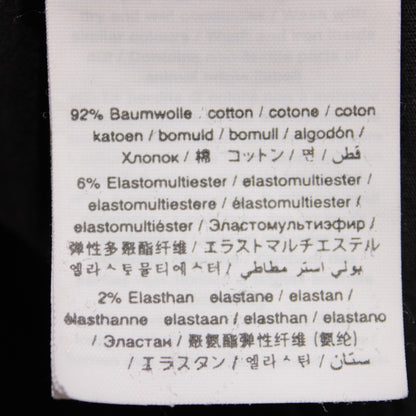 92% Baumwolle cotton / cotone / coton
katoen / bomuld / bomull / algodón /
Хлопок / 棉 コットン / 면 / قطن
6% Elastomultiester / elastomultiester /
elastomultiestere / élastomultiester /
elastomultiéster / Эластомультиэфир /
弹性多聚酯纤维 / エラストマルチエステル
엘라스토물티에스터 / بولي استر مطاطي /
2% Elasthan elastane / elastan /
élasthanne elastaan / elasthan / elastano
/ Эластан / 聚氨酯弹性纤维 (氨纶)
/ エラスタン / 엘라스틴 / ستان